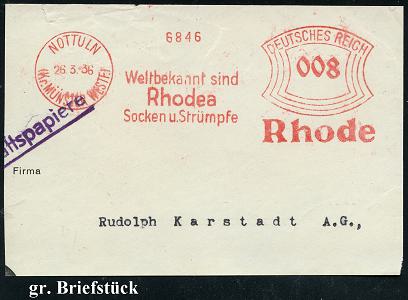 NOTTULN
26.3.36
(Kr. MÜNSTER WESTF)
6846
Weltbekannt sind
Rhodea
Socken u. Strümpfe
DEUTSCHES REICH
008
Rhode
Firma
Rudolph Karstadt A.G.,
gr. Briefstück